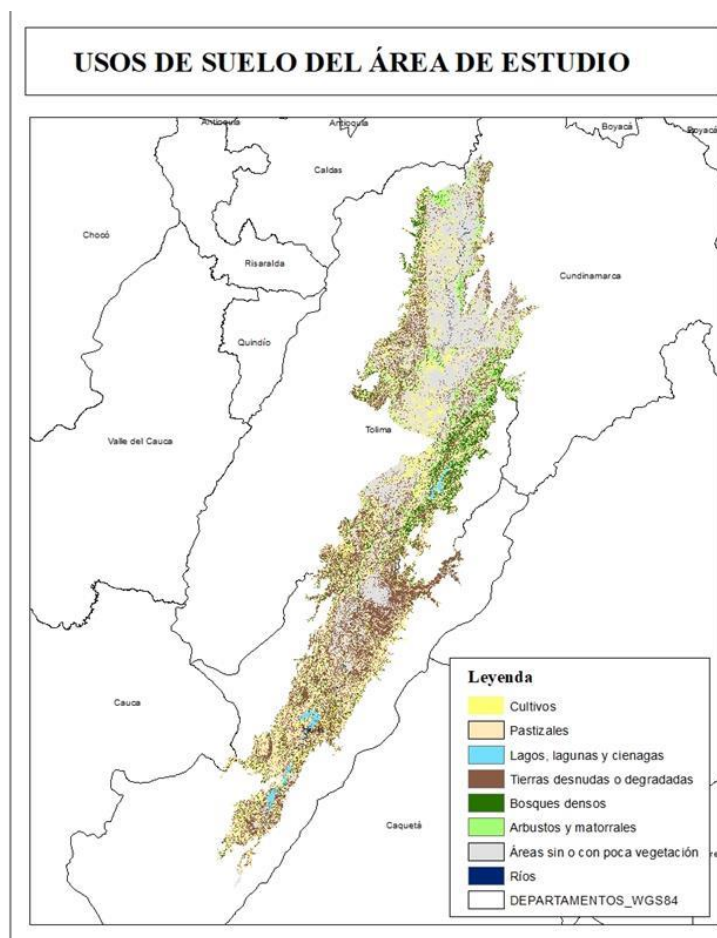 USOS DE SUELO DEL ÁREA DE ESTUDIO
Antioquia
Antioquia
Boyacá
Boyacá
Caldas
Chocó
Risaralda
Cundinamarca
Quindío
Tolima
Valle del Cauca
Cauca
Caquetá
Leyenda
Cultivos
Pastizales
Lagos, lagunas y cienagas
Tierras desnudas o degradadas
Bosques densos
Arbustos y matorrales
Áreas sin o con poca vegetación
Ríos
DEPARTAMENTOS_WGS84